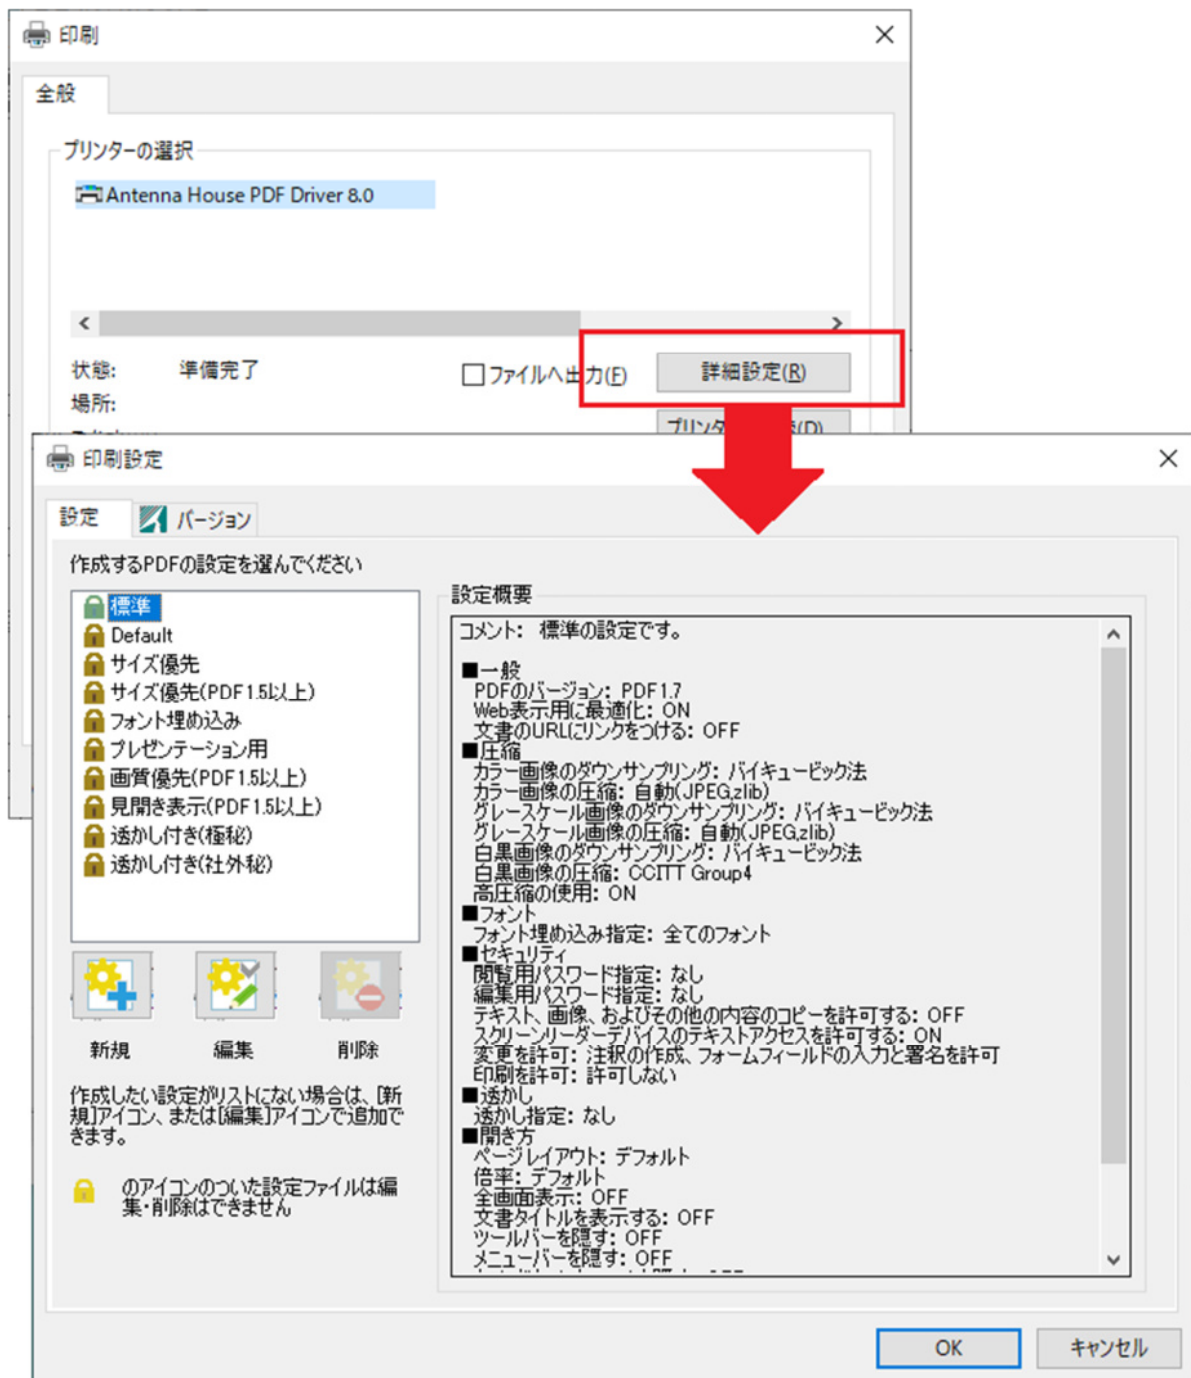 印刷
全般
プリンターの選択
Antenna House PDF Driver 8.0
状態: 準備完了
ファイルへ出力(F)
詳細設定(R)
場所:
印刷設定
設定
バージョン
作成するPDFの設定を選んでください
標準
Default
サイズ優先
サイズ優先(PDF1.5以上)
フォント埋め込み
プレゼンテーション用
画質優先(PDF1.5以上)
見開き表示(PDF1.5以上)
透かし付き(極秘)
透かし付き(社外秘)
新規 編集 削除
作成したい設定がリストにない場合は、[新
規]アイコン、または[編集]アイコンで追加で
きます。
のアイコンのついた設定ファイルは編
集・削除はできません
設定概要
コメント: 標準の設定です。
■一般
PDFのバージョン: PDF1.7
Web表示用に最適化: ON
文書のURLにリンクをつける: OFF
■圧縮
カラー画像のダウンサンプリング: バイキュービック法
カラー画像の圧縮: 自動(JPEG,zlib)
グレースケール画像のダウンサンプリング: バイキュービック法
グレースケール画像の圧縮: 自動(JPEG,zlib)
白黒画像のダウンサンプリング: バイキュービック法
白黒画像の圧縮: CCITT Group4
高圧縮の使用: ON
■フォント
フォント埋め込み指定: 全てのフォント
■セキュリティ
閲覧用パスワード指定: なし
編集用パスワード指定: なし
テキスト、画像、およびその他の内容のコピーを許可する: OFF
スクリーンリーダーデバイスのテキストアクセスを許可する: ON
変更を許可: 注釈の作成、フォームフィールドの入力と署名を許可
印刷を許可: 許可しない
■透かし
透かし指定: なし
■開き方
ページレイアウト: デフォルト
倍率: デフォルト
全画面表示: OFF
文書タイトルを表示する: OFF
ツールバーを隠す: OFF
メニューバーを隠す: OFF
OK
キャンセル